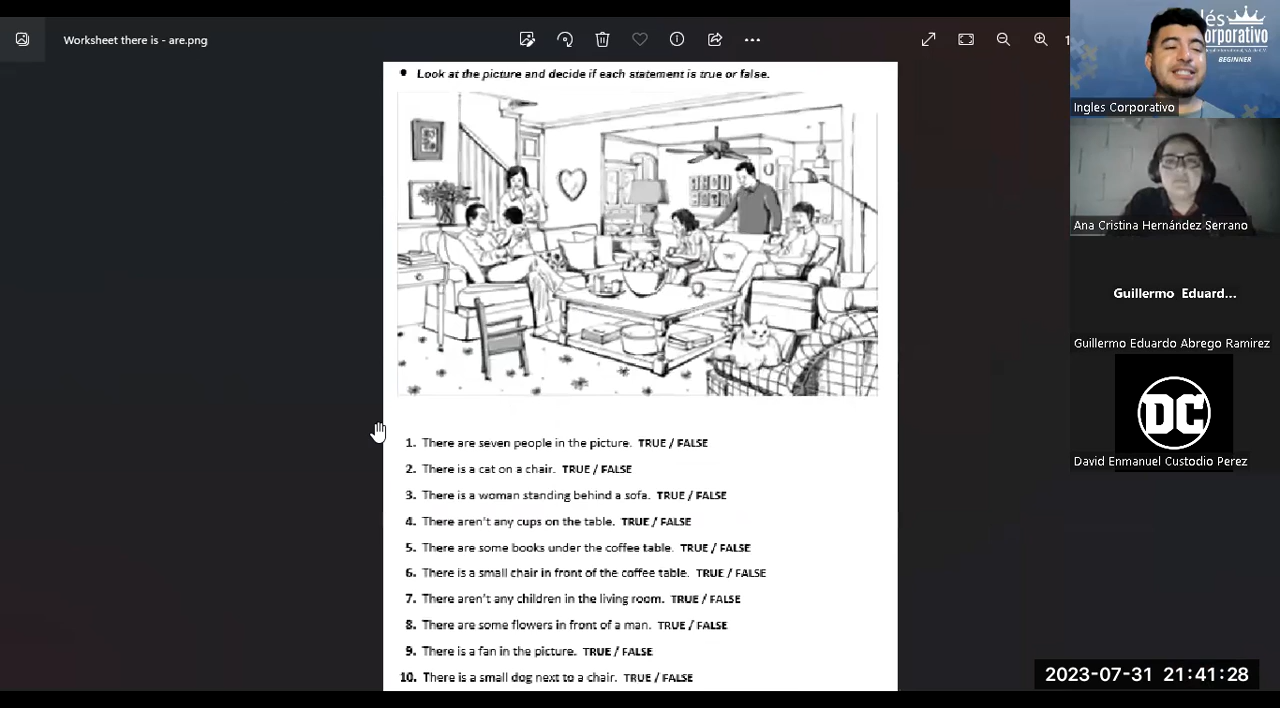 Worksheet there is - are.png
Look at the picture and decide if each statement is true or false.
1. There are seven people in the picture. TRUE / FALSE
2. There is a cat on a chair. TRUE / FALSE
3. There is a woman standing behind a sofa. TRUE / FALSE
4. There aren't any cups on the table. TRUE / FALSE
5. There are some books under the coffee table. TRUE / FALSE
6. There is a small chair in front of the coffee table. TRUE / FALSE
7. There aren't any children in the living room. TRUE / FALSE
8. There are some flowers in front of a man. TRUE / FALSE
9. There is a fan in the picture. TRUE / FALSE
10. There is a small dog next to a chair. TRUE / FALSE
BEGINNER
Ingles Corporativo
Ana Cristina Hernández Serrano
Guillermo Eduard...
Guillermo Eduardo Abrego Ramirez
DC
David Enmanuel Custodio Perez
2023-07-31 21:41:28